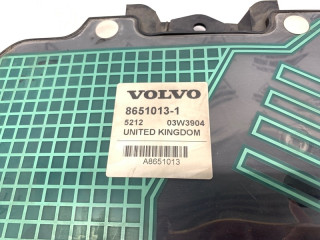 VOLVO
8651013-1
5212 03W3904
UNITED KINGDOM
A8651013